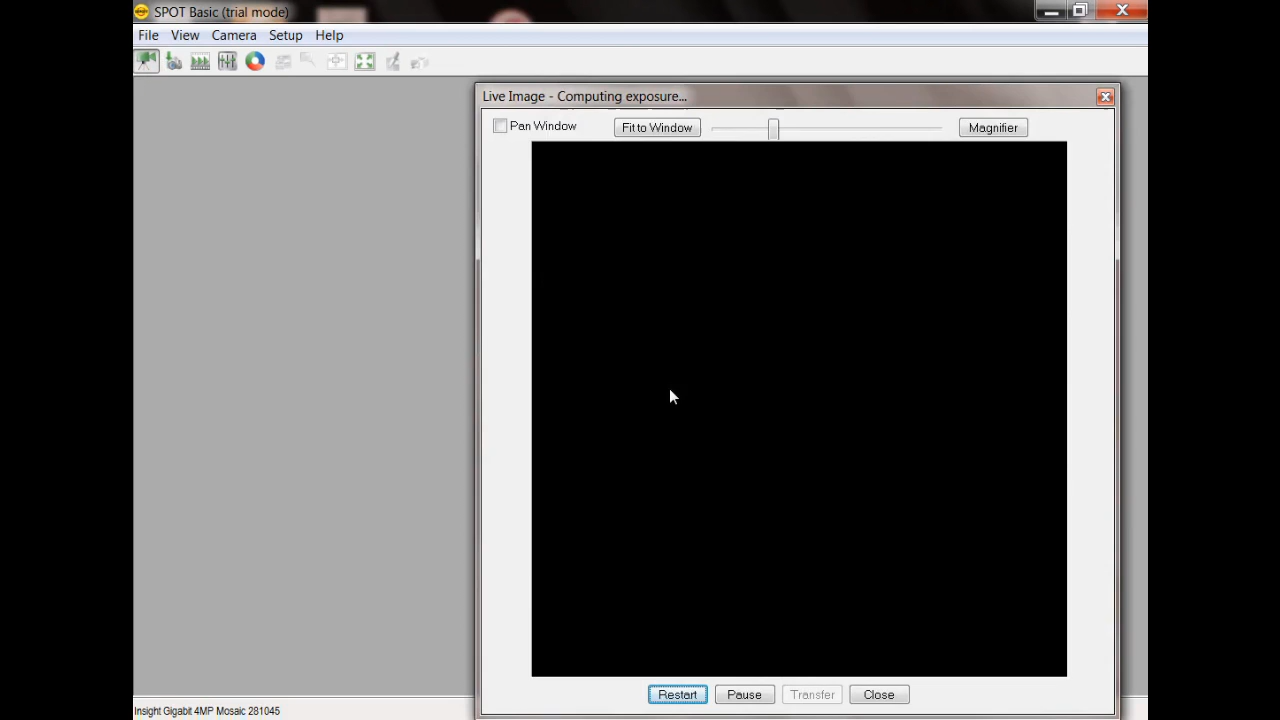 SPOT Basic (trial mode)
File View Camera Setup Help
Live Image - Computing exposure...
Pan Window Fit to Window Magnifier
Restart Pause Transfer Close
Insight Gigabit 4MP Mosaic 281045